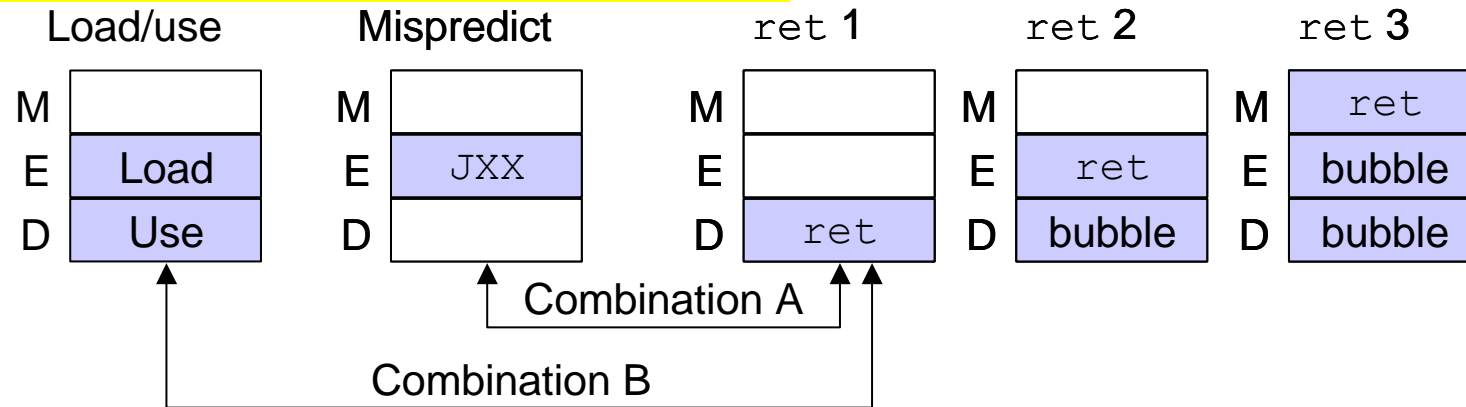 Load/use Mispredict ret 1 ret 2 ret 3
M M M M M ret
E Load E JXX E E ret E bubble
D Use D D ret D bubble D bubble
Combination A
Combination B